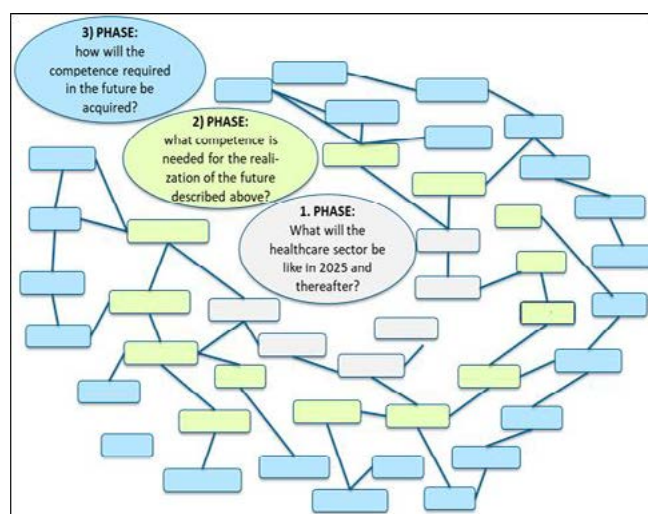 3) PHASE:
how will the
competence required
in the future be
acquired?
2) PHASE:
what competence is
needed for the reali-
zation of the future
described above?
1. PHASE:
What will the
healthcare sector be
like in 2025 and
thereafter?